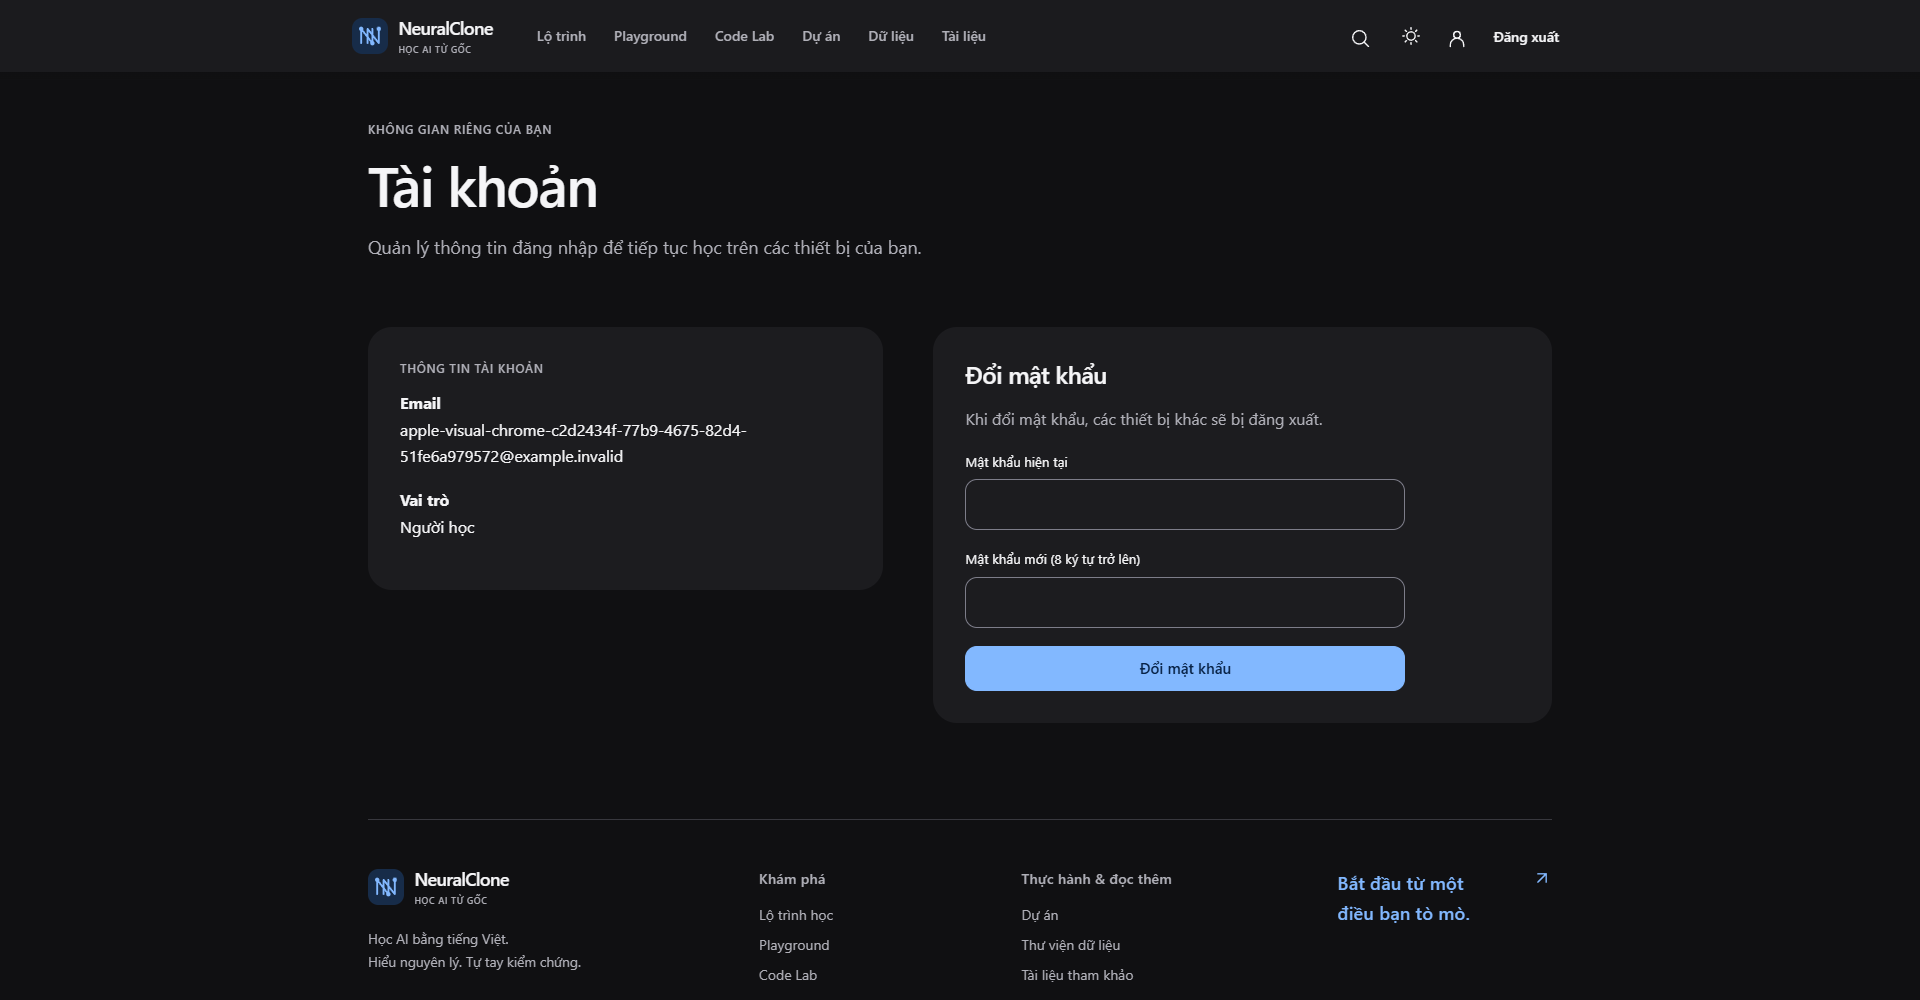 NeuralClone
HỌC AI TỪ GỐC
Lộ trình
Playground
Code Lab
Dự án
Dữ liệu
Tài liệu
Đăng xuất
KHÔNG GIAN RIÊNG CỦA BẠN
Tài khoản
Quản lý thông tin đăng nhập để tiếp tục học trên các thiết bị của bạn.
THÔNG TIN TÀI KHOẢN
Email
apple-visual-chrome-c2d2434f-77b9-4675-82d4-
51fe6a979572@example.invalid
Vai trò
Người học
Đổi mật khẩu
Khi đổi mật khẩu, các thiết bị khác sẽ bị đăng xuất.
Mật khẩu hiện tại
Mật khẩu mới (8 ký tự trở lên)
Đổi mật khẩu
NeuralClone
HỌC AI TỪ GỐC
Học AI bằng tiếng Việt.
Hiểu nguyên lý. Tự tay kiểm chứng.
Khám phá
Lộ trình học
Playground
Code Lab
Thực hành & đọc thêm
Dự án
Thư viện dữ liệu
Tài liệu tham khảo
Bắt đầu từ một
điều bạn tò mò.